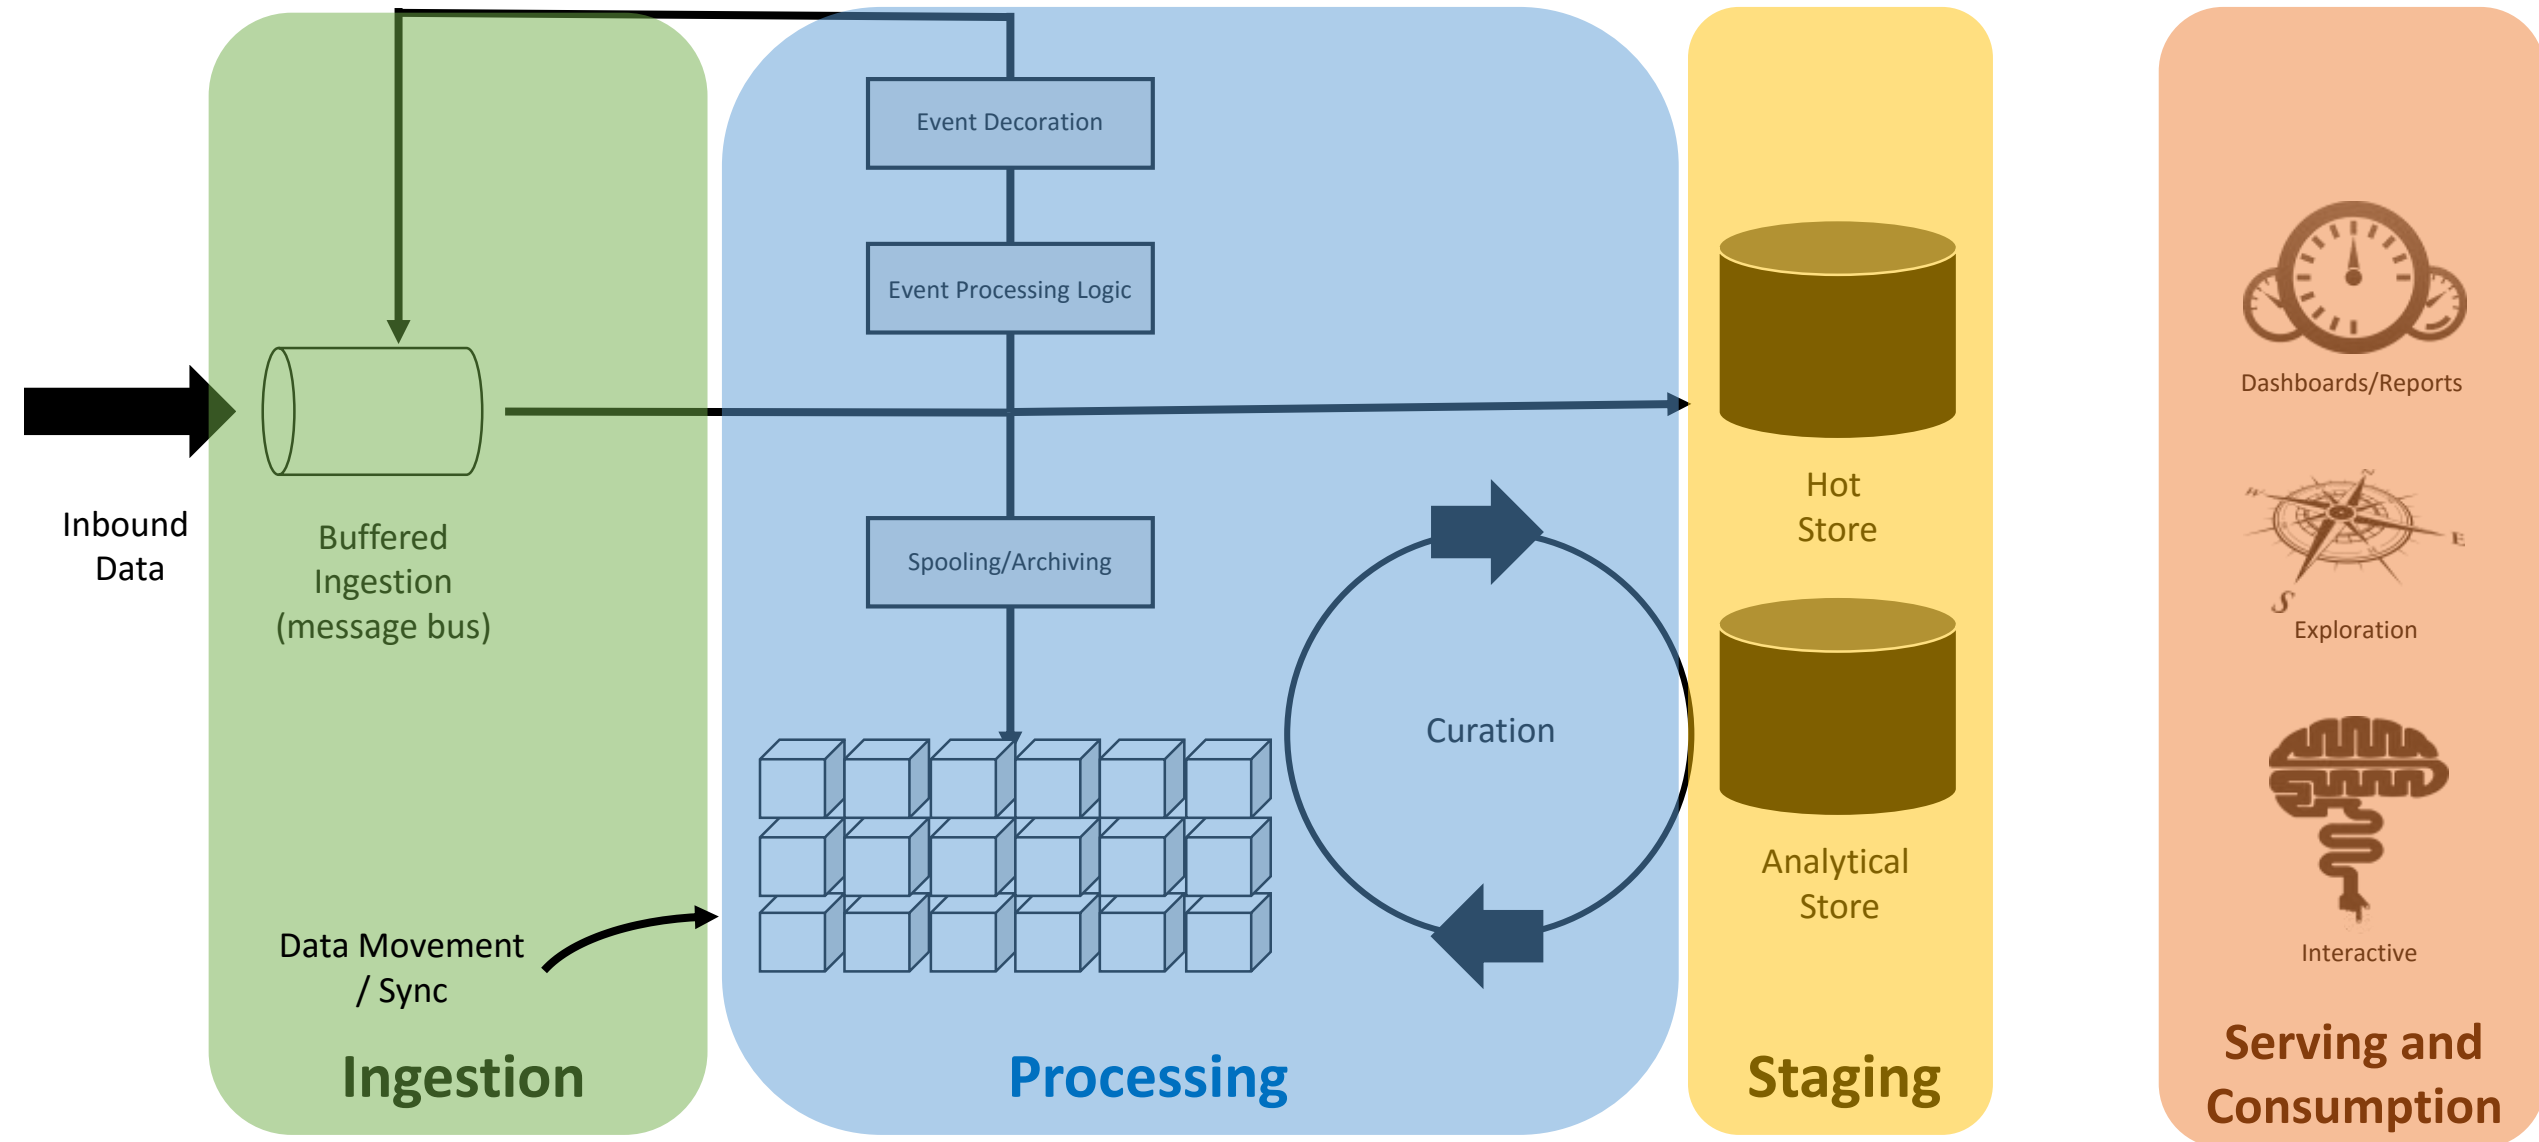 Inbound
Data
Buffered
Ingestion
(message bus)
Data Movement
/ Sync
Ingestion
Event Decoration
Event Processing Logic
Spooling/Archiving
Curation
Processing
Hot
Store
Analytical
Store
Staging
Dashboards/Reports
N
W
E
S
Exploration
Interactive
Serving and
Consumption